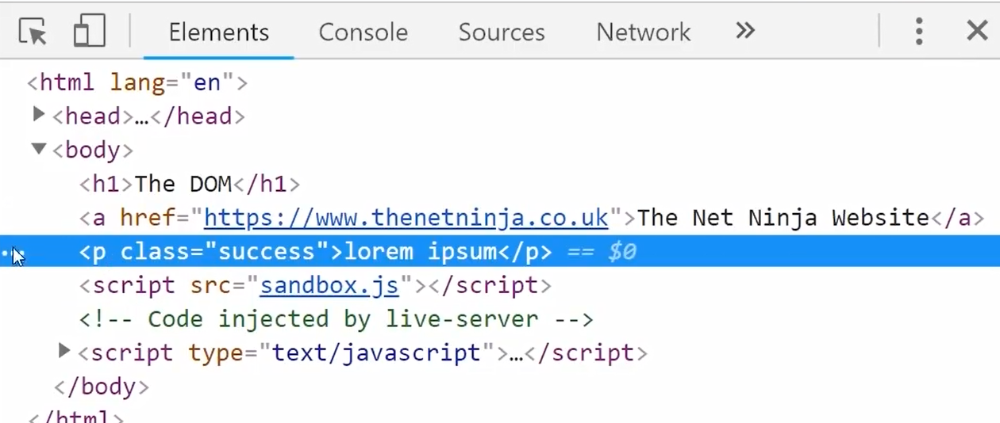 Elements Console Sources Network »
<html lang="en">
<head>…</head>
<body>
<h1>The DOM</h1>
<a href="https://www.thenetninja.co.uk">The Net Ninja Website</a>
<p class="success">lorem ipsum</p> == $0
<script src="sandbox.js"></script>
<!-- Code injected by live-server -->
<script type="text/javascript">…</script>
</body>
</html>